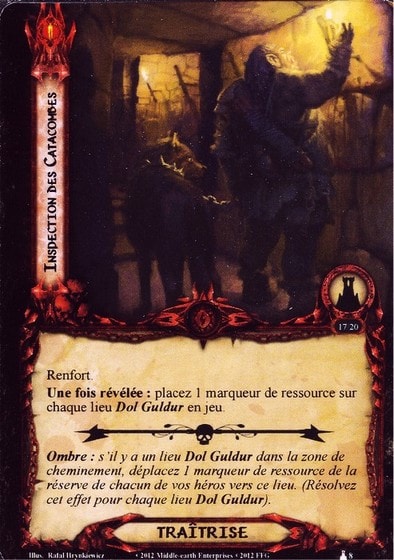 INSPECTION DES CATACOMBES
17/20
Renfort.
Une fois révélée : placez 1 marqueur de ressource sur
chaque lieu Dol Guldur en jeu.
Ombre : s'il y a un lieu Dol Guldur dans la zone de
cheminement, déplacez 1 marqueur de ressource de la
réserve de chacun de vos héros vers ce lieu. (Résolvez
cet effet pour chaque lieu Dol Guldur).
TRAÎTRISE
Illus. Rafał Hrynkiewicz
©2012 Middle-earth Enterprises ©2012 FFG
8